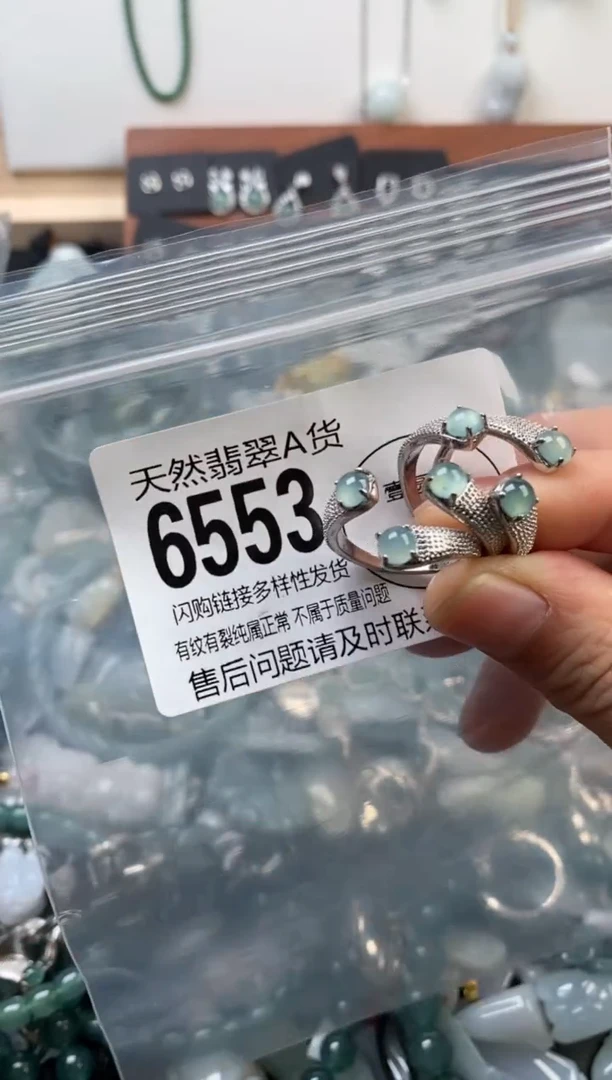 天然翡翠A货
6553
闪购链接多样性发货
有纹有裂纯属正常 不属于质量问题
售后问题请及时联